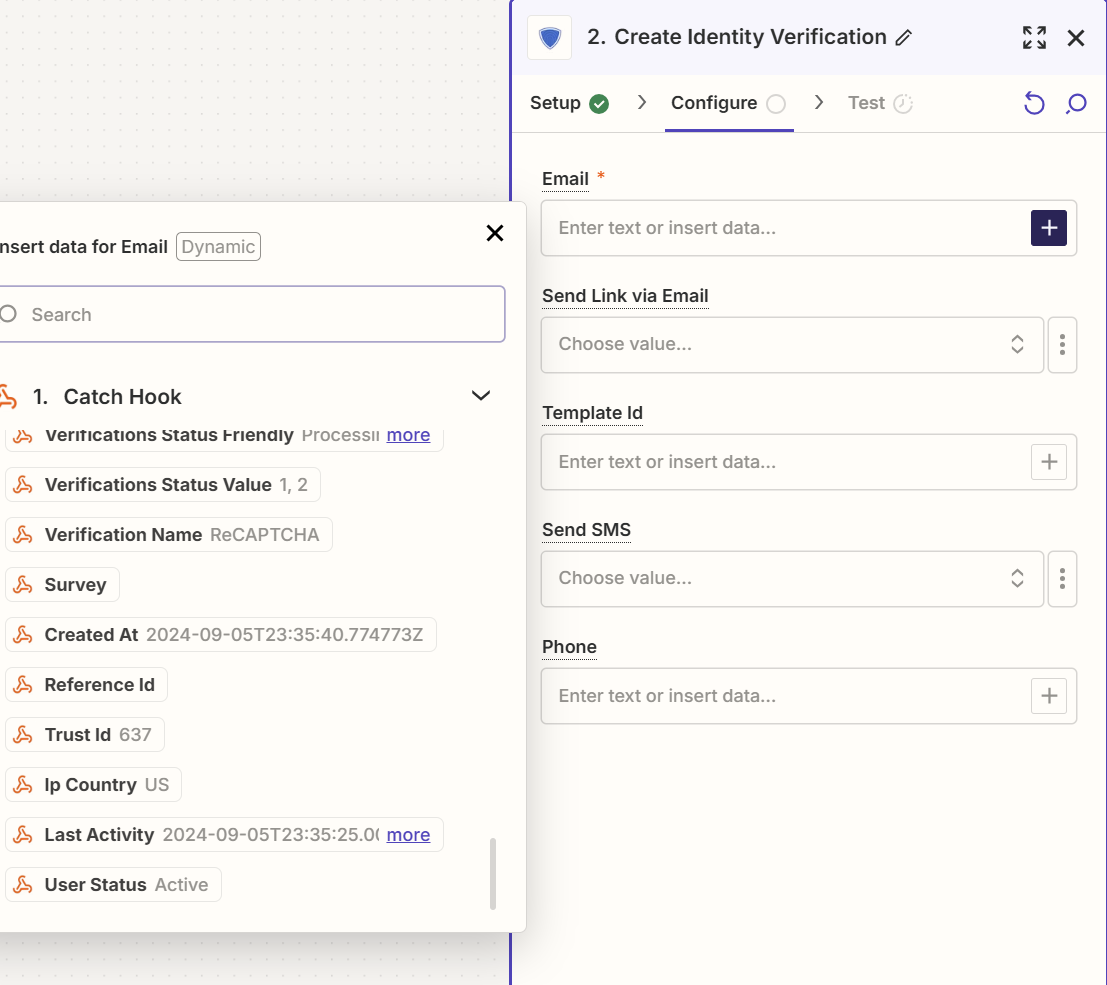 2. Create Identity Verification
Setup
Configure
Test
Email *
Enter text or insert data...
Send Link via Email
Choose value...
Template Id
Enter text or insert data...
Send SMS
Choose value...
Phone
Enter text or insert data...
nsert data for Email Dynamic
Search
1. Catch Hook
Verifications Status Friendly Processin more
Verifications Status Value 1, 2
Verification Name ReCAPTCHA
Survey
Created At 2024-09-05T23:35:40.774773Z
Reference Id
Trust Id 637
Ip Country US
Last Activity 2024-09-05T23:35:25.00 more
User Status Active